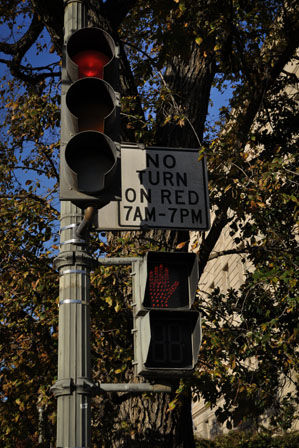 NO
TURN
ON RED
7AM-7PM